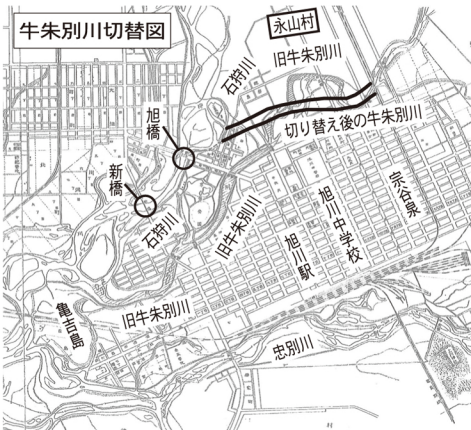 牛朱別川切替図
永山村
旧牛朱別川
石狩川
切り替え後の牛朱別川
旭橋
新橋
石狩川
旧牛朱別川
旭川駅
旭川中学校
宗谷泉
亀吉島
旧牛朱別川
忠別川